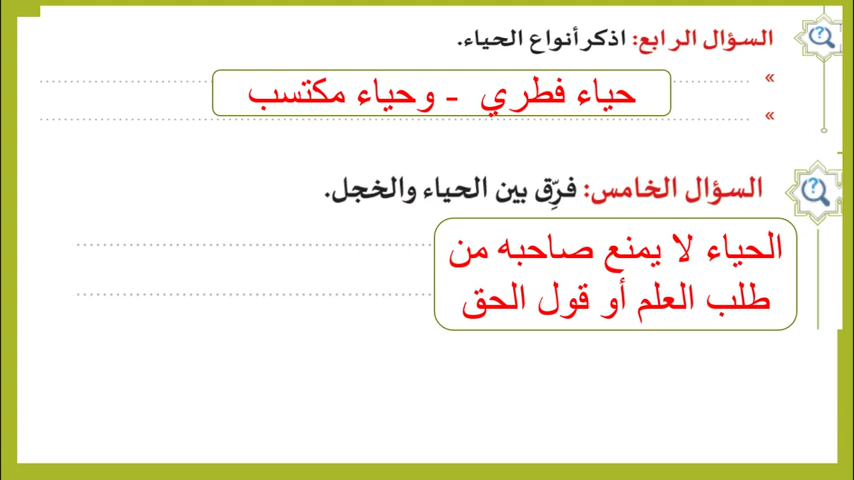 السؤال الرابع: اذكر أنواع الحياء.
»
حياء فطري - وحياء مكتسب
»
السؤال الخامس: فرِّق بين الحياء والخجل.
الحياء لا يمنع صاحبه من
طلب العلم أو قول الحق